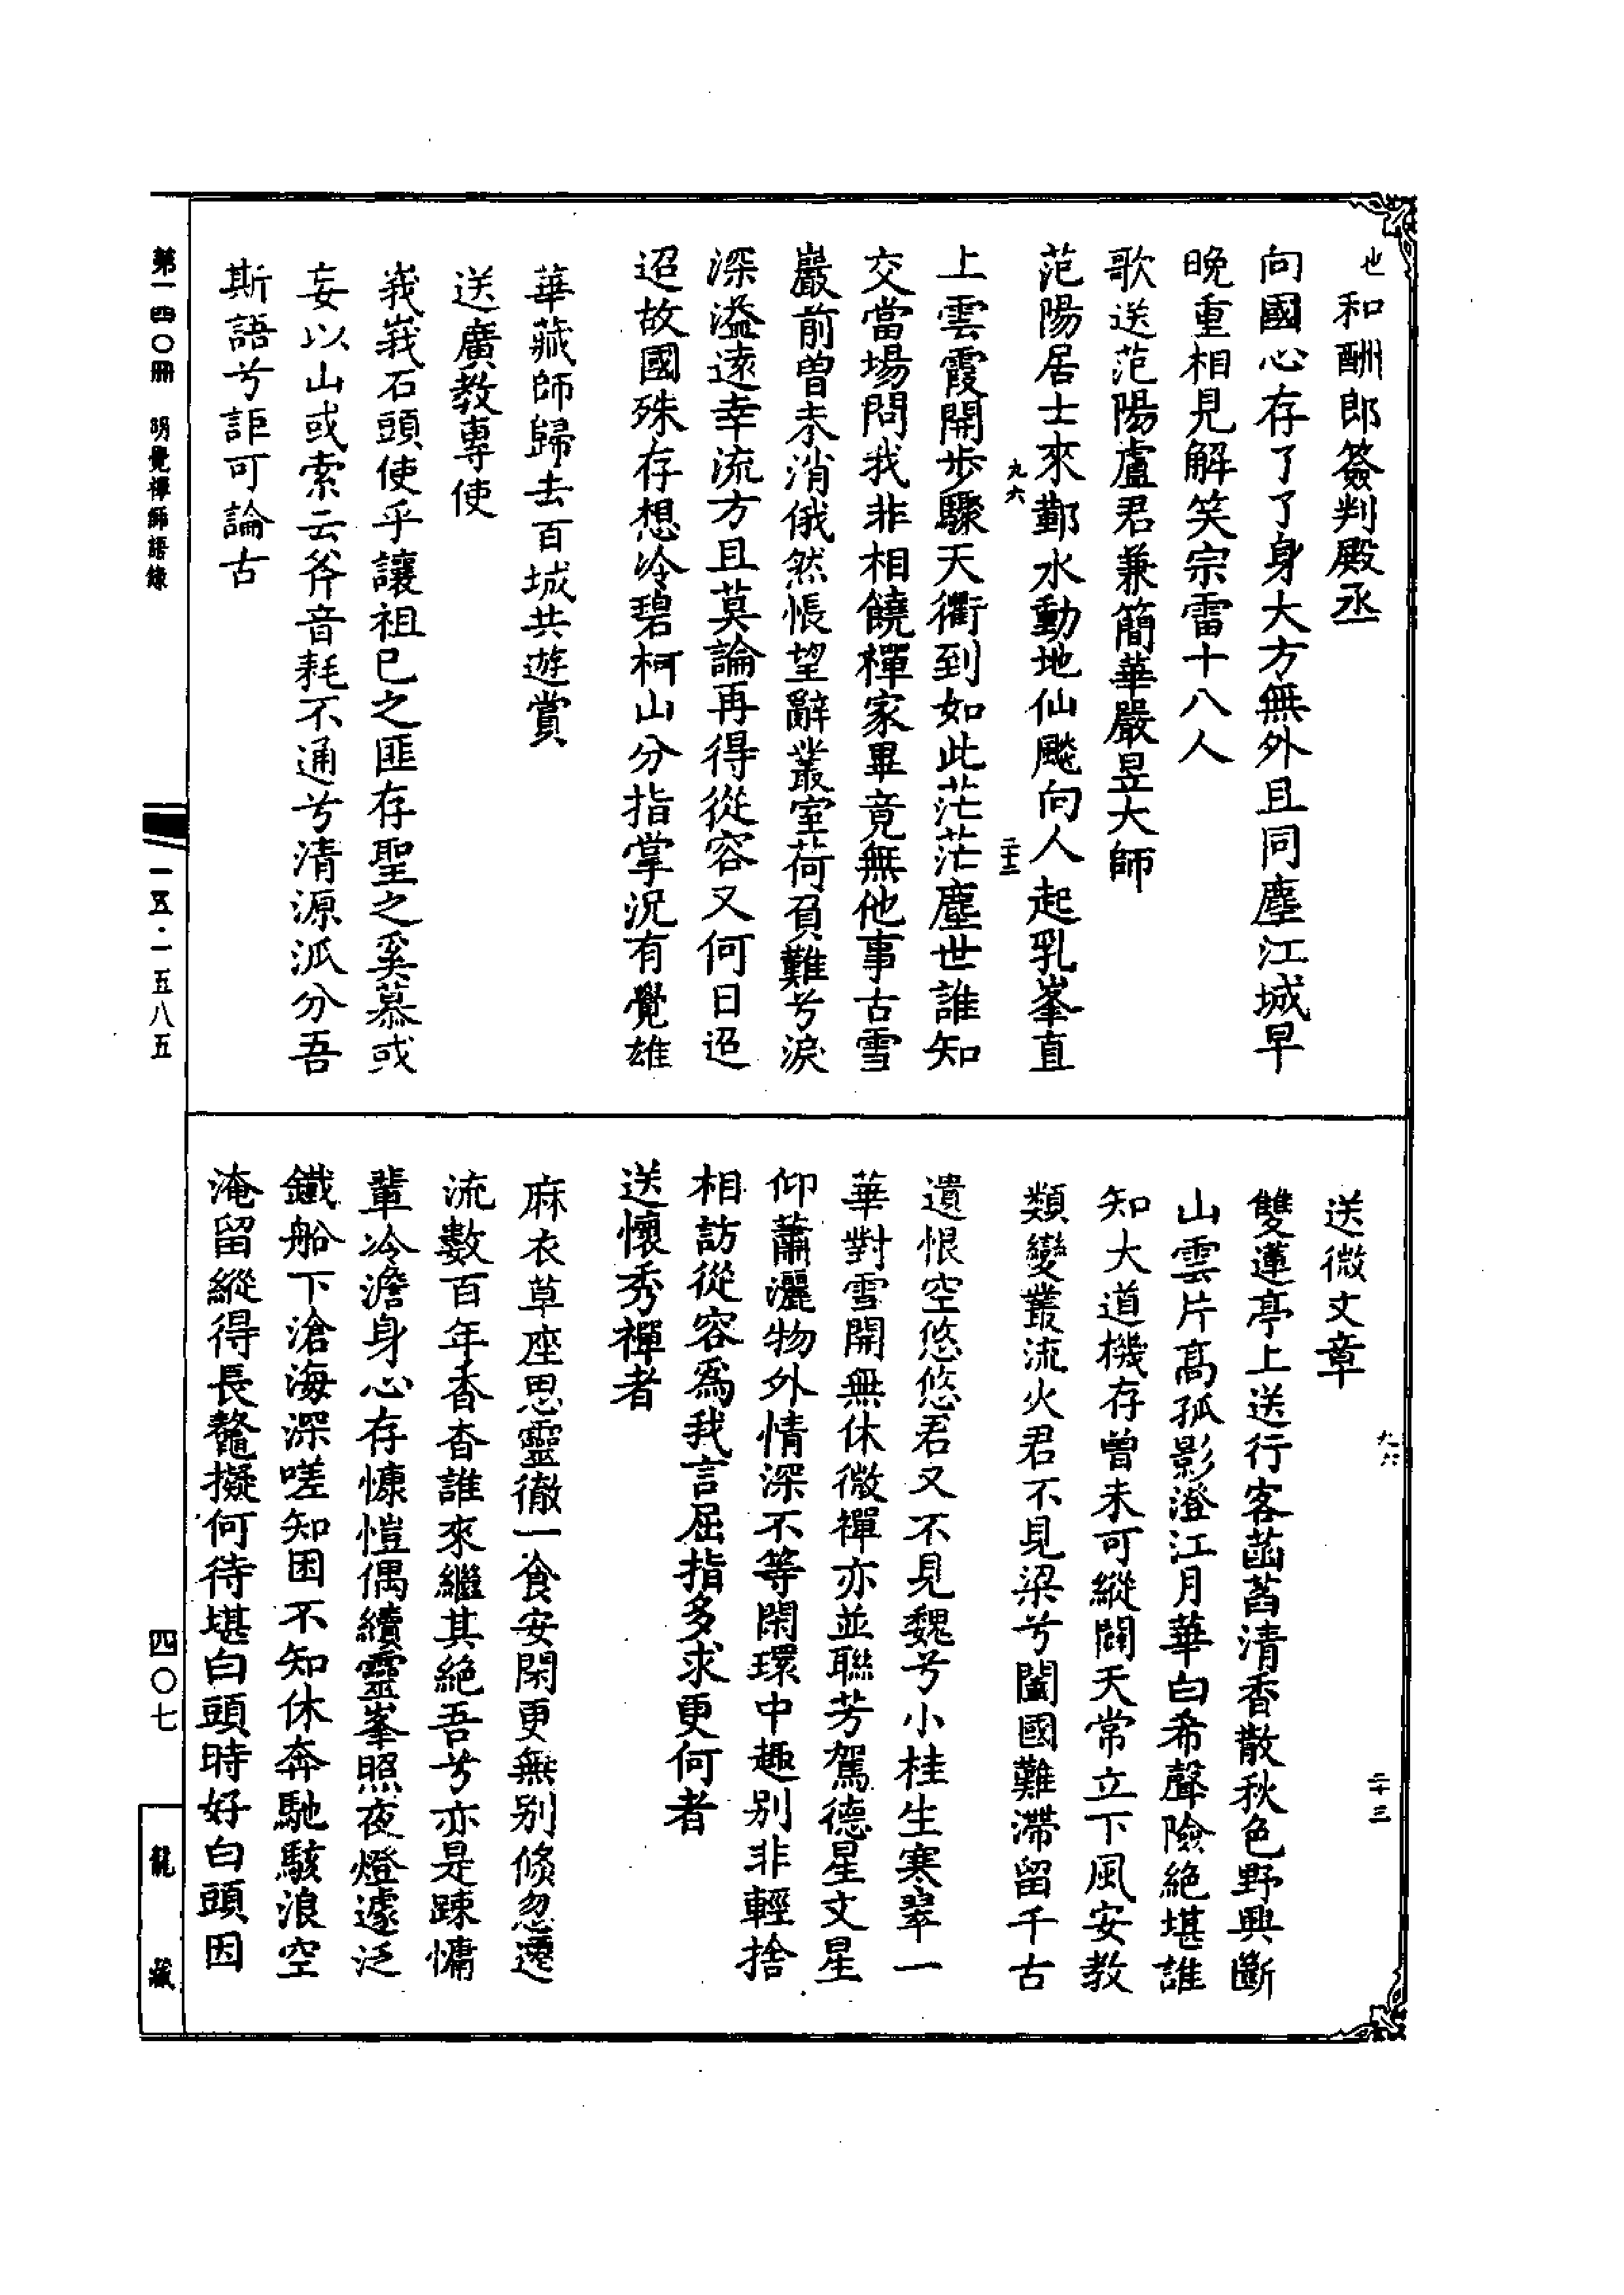 也
和酬郎簽判殿丞
向國心存了了身大方無外且同塵江城早
晚重相見解笑宗雷十八人
歌送范陽盧君兼簡華嚴昱大師
范陽居士來鄞水動地仙飈向人起乳峯直
九六
二十三
上雲霞開步驟天衢到如此茫茫塵世誰知
交當場問我非相饒禪家畢竟無他事古雪
巖前曽未消俄然悵望辭叢室荷負難兮淚
深溢遠幸流方且莫論再得從容又何日迢
迢故國殊存想冷碧柯山分指掌況有覺雄
華藏師歸去百城共遊賞
送廣教專使
峩峩石頭使乎讓祖已之匪存聖之奚慕或
妄以山或索云斧音耗不通兮清源派分吾
斯語兮詎可論古
送微文章
九六
二十三
雙蓮亭上送行客菡萏清香散秋色野興斷
山雲片高孤影澄江月華白希聲險絶堪誰
知大道機存曾未可縱闘天常立下風安教
類變叢流火君不見梁兮闔國難滯留千古
遺恨空悠悠君又不見魏兮小桂生寒翠一
華對雪開無休微禪亦並聯芳駕德星文星
仰蕭灑物外情深不等閑環中趣別非輕捨
相訪從容爲我言屈指多求更何者
送懷秀禪者
麻衣草座思靈徹一食安閑更無别倐忽遷
流數百年杳杳誰來繼其絶吾兮亦是踈慵
輩冷澹身心存慷愷偶續靈峯照夜燈遽泛
鐵船下滄海深嗟知困不知休奔馳駭浪空
淹留縱得長鼇擬何待堪白頭時好白頭因
第一四〇冊 明覺禪師語錄
一五·一五八五
四〇七
龍藏